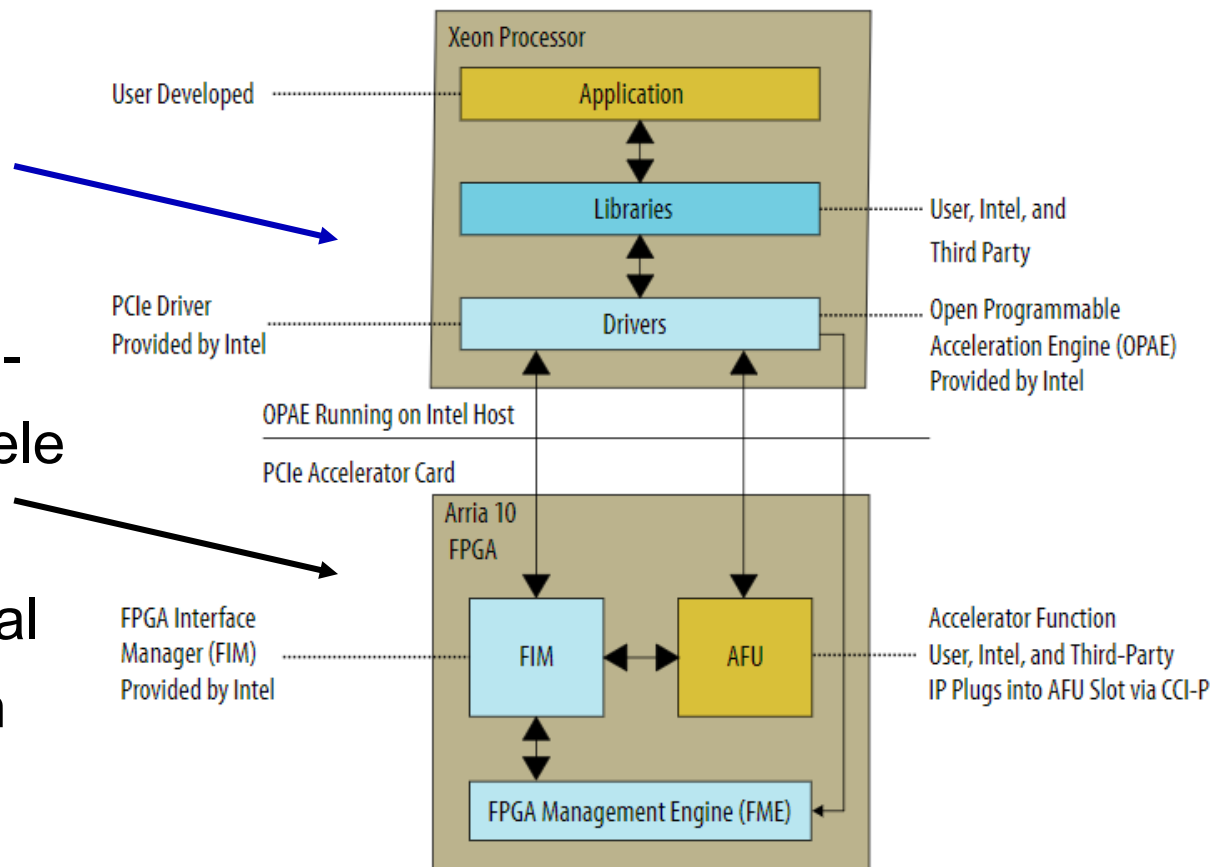 Xeon Processor
User Developed
Application
Libraries
User, Intel, and
Third Party
PCIe Driver
Provided by Intel
Drivers
Open Programmable
Acceleration Engine (OPAE)
Provided by Intel
-
ele
OPAE Running on Intel Host
PCIe Accelerator Card
Arria 10
FPGA
al
n
FPGA Interface
Manager (FIM)
Provided by Intel
FIM
AFU
Accelerator Function
User, Intel, and Third-Party
IP Plugs into AFU Slot via CCI-P
FPGA Management Engine (FME)